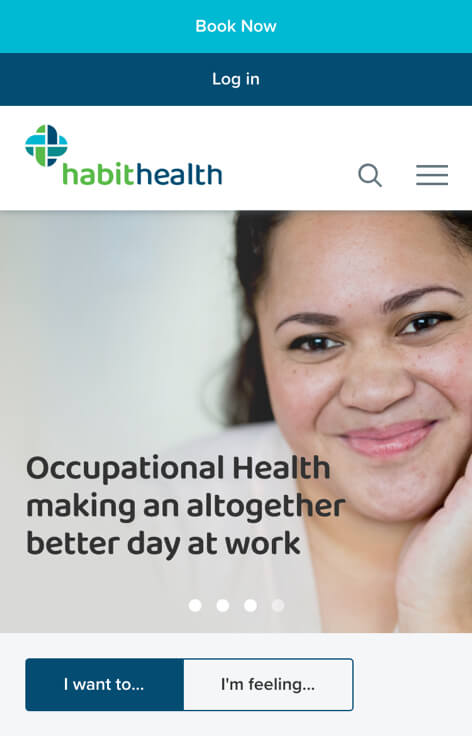 Book Now
Log in
habithealth
Occupational Health
making an altogether
better day at work
I want to...
I'm feeling...